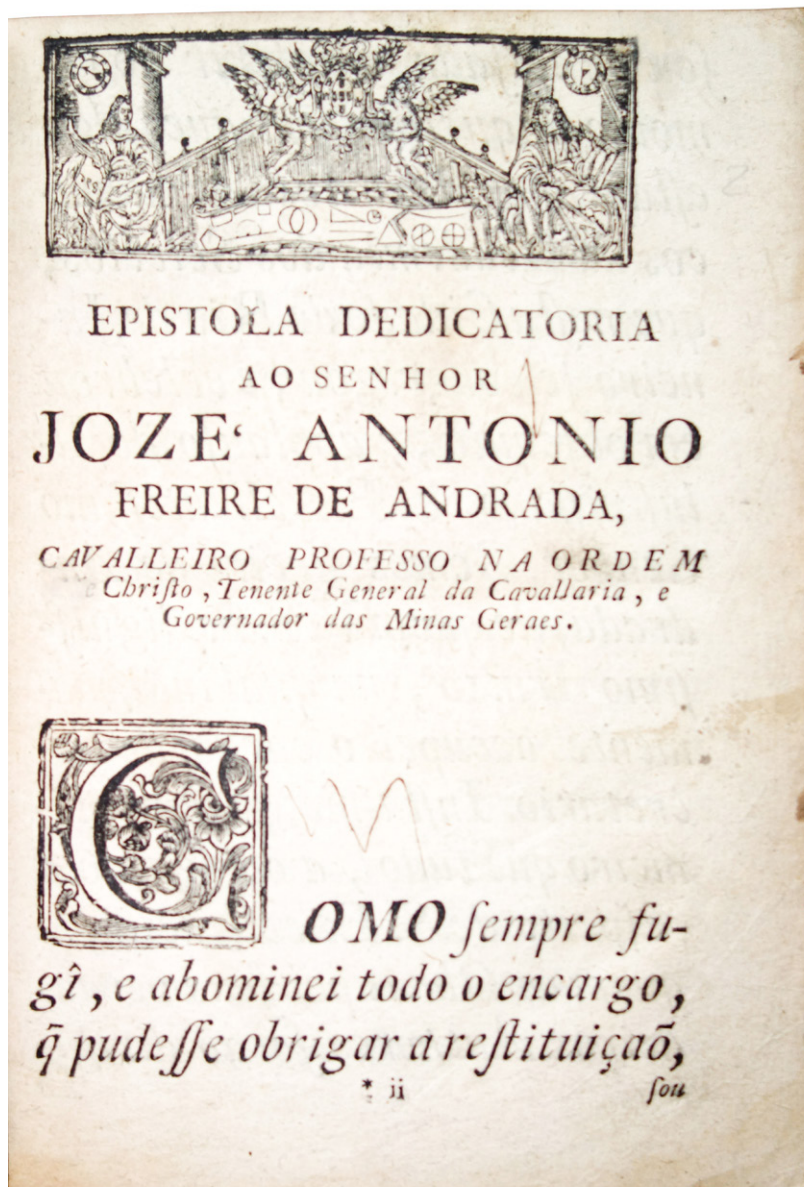 EPISTOLA DEDICATORIA
AO SENHOR
JOZE' ANTONIO
FREIRE DE ANDRADA,
CAVALLEIRO PROFESSO NA ORDEM
Chriſto, Tenente General da Cavallaria, e
Governador das Minas Geraes.
COMO ſempre fu-
gî, e abominei todo o encargo,
q̃ pudeſſe obrigar a reſtituiçaõ,
* ii ſou